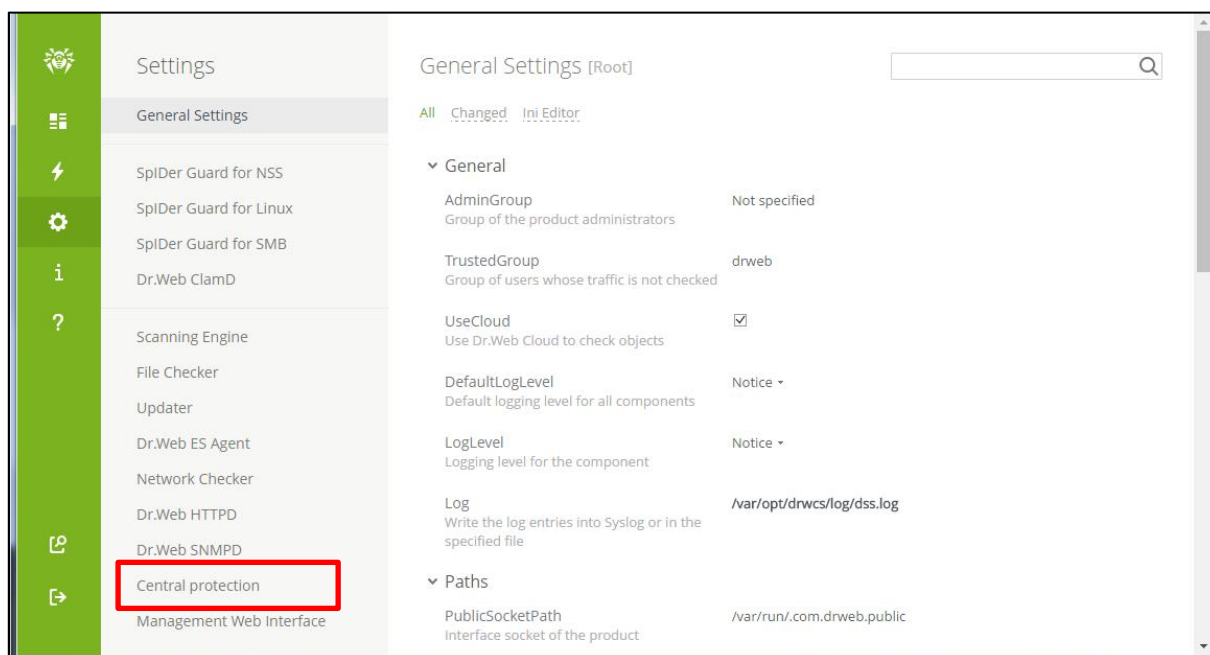 Settings
General Settings
SpIDer Guard for NSS
SpIDer Guard for Linux
SpIDer Guard for SMB
Dr.Web ClamD
Scanning Engine
File Checker
Updater
Dr.Web ES Agent
Network Checker
Dr.Web HTTPD
Dr.Web SNMPD
Central protection
Management Web Interface
General Settings [Root]
All Changed Ini Editor
General
AdminGroup Not specified
Group of the product administrators
TrustedGroup drweb
Group of users whose traffic is not checked
UseCloud
Use Dr.Web Cloud to check objects
DefaultLogLevel Notice
Default logging level for all components
LogLevel Notice
Logging level for the component
Log /var/opt/drwcs/log/dss.log
Write the log entries into Syslog or in the
specified file
Paths
PublicSocketPath /var/run/.com.drweb.public
Interface socket of the product